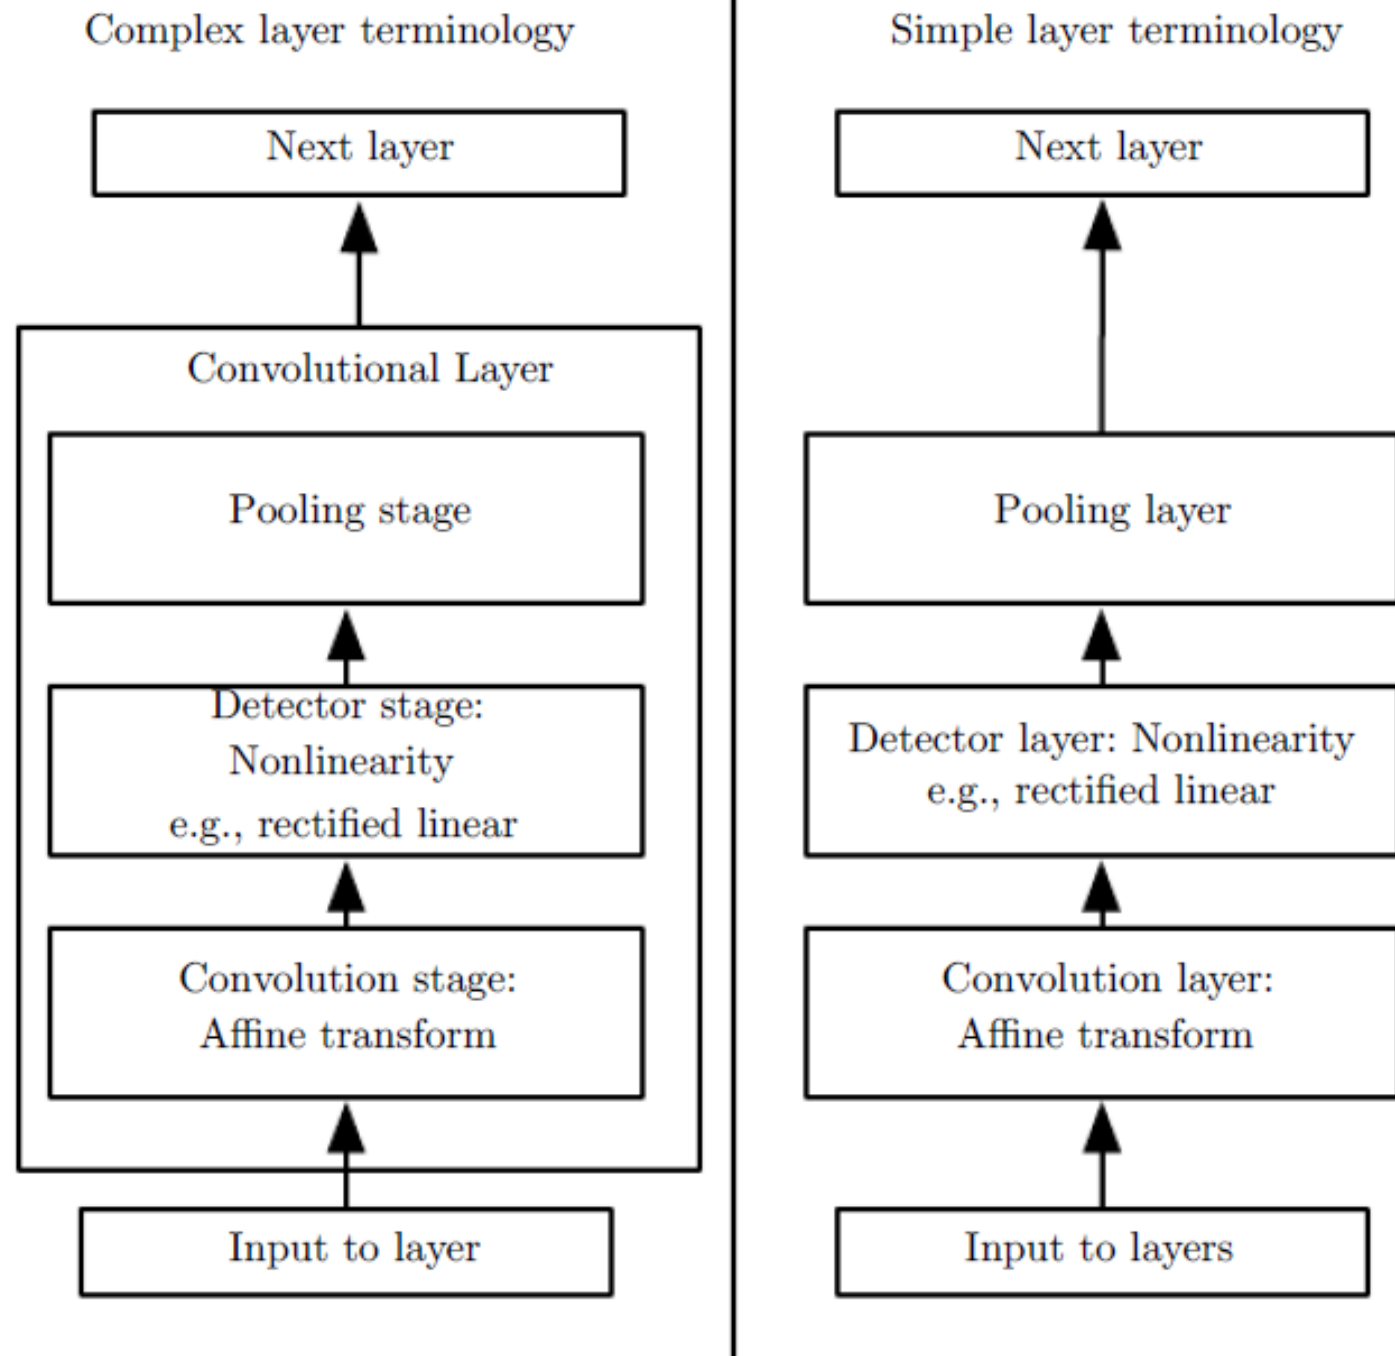 Complex layer terminology
Next layer
Convolutional Layer
Pooling stage
Detector stage:
Nonlinearity
e.g., rectified linear
Convolution stage:
Affine transform
Input to layer
Simple layer terminology
Next layer
Pooling layer
Detector layer: Nonlinearity
e.g., rectified linear
Convolution layer:
Affine transform
Input to layers